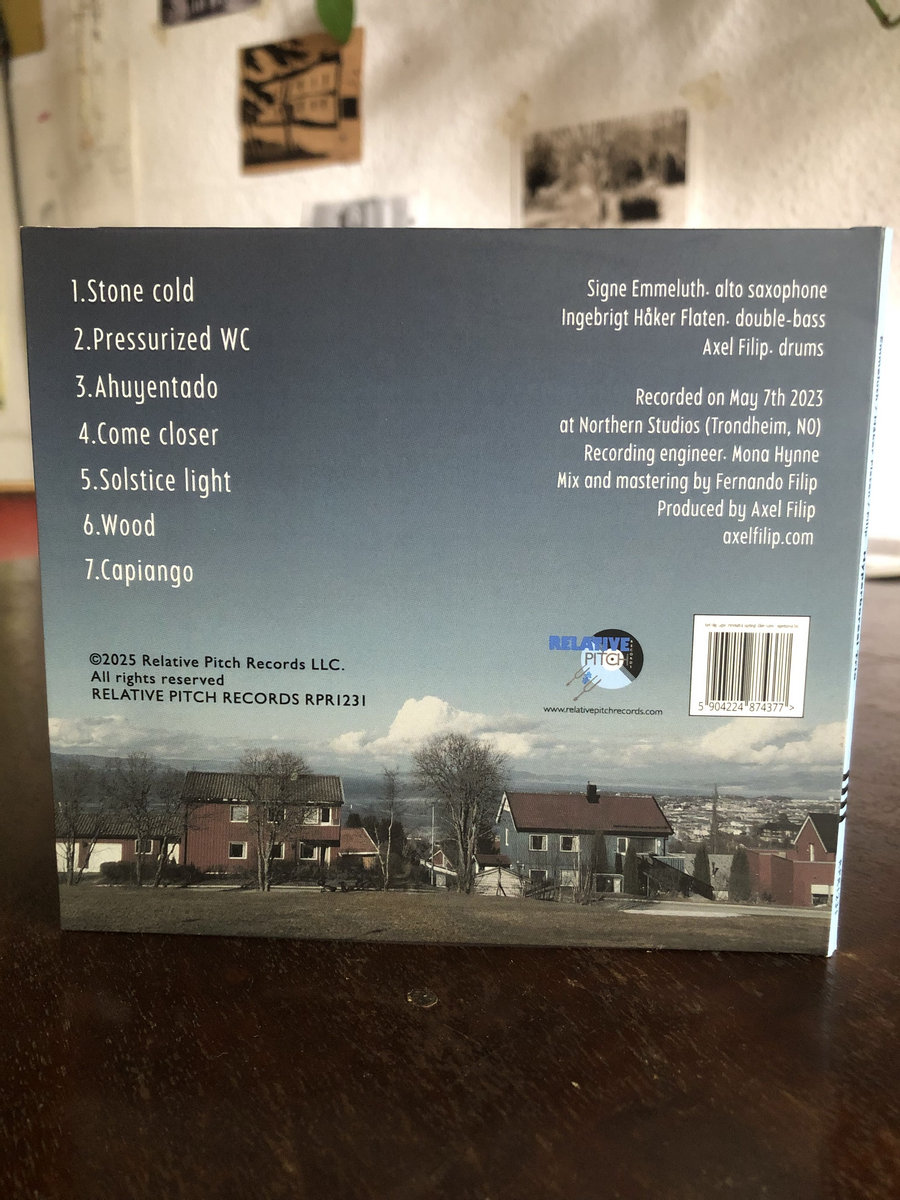 1.Stone cold
2.Pressurized WC
3.Ahuyentado
4.Come closer
5.Solstice light
6.Wood
7.Capiango
Signe Emmeluth. alto saxophone
Ingebrigt Håker Flaten. double-bass
Axel Filip. drums
Recorded on May 7th 2023
at Northern Studios (Trondheim, NO)
Recording engineer. Mona Hynne
Mix and mastering by Fernando Filip
Produced by Axel Filip
axelfilip.com
©2025 Relative Pitch Records LLC.
All rights reserved
RELATIVE PITCH RECORDS RPR1231
RELATIVE
PITCH
RECORDS
www.relativepitchrecords.com
5 904224 874377 >